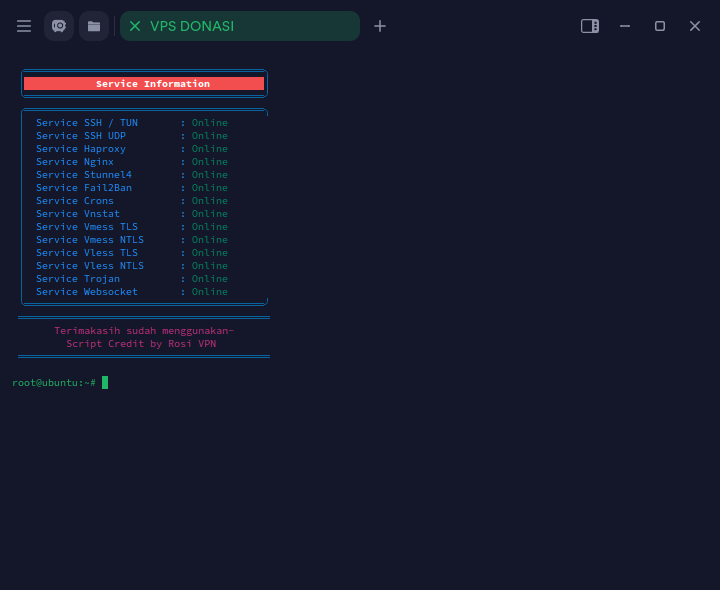 VPS DONASI
Service Information
Service SSH / TUN : Online
Service SSH UDP : Online
Service Haproxy : Online
Service Nginx : Online
Service Stunnel4 : Online
Service Fail2Ban : Online
Service Crons : Online
Service Vnstat : Online
Servive Vmess TLS : Online
Service Vmess NTLS : Online
Service Vless TLS : Online
Service Vless NTLS : Online
Service Trojan : Online
Service Websocket : Online
Terimakasih sudah menggunakan-
Script Credit by Rosi VPN
root@ubuntu:~#